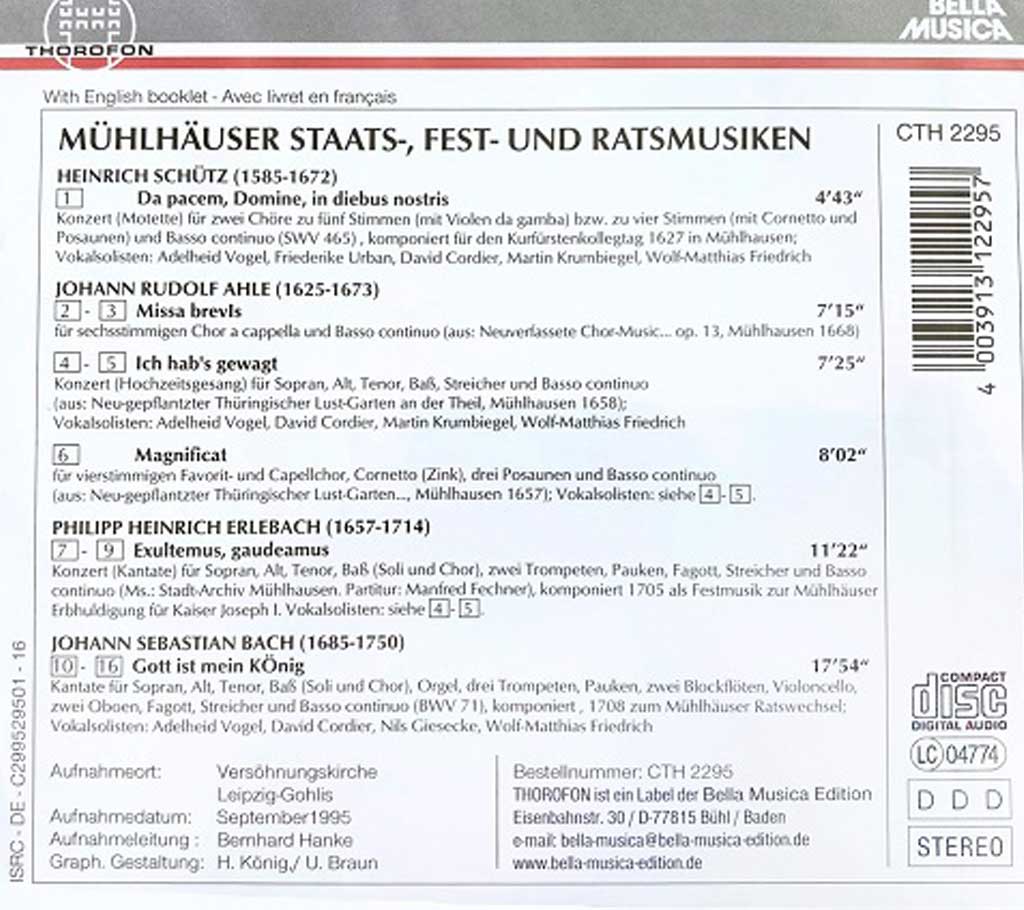 THOROFON
BELLA
MUSICA
With English booklet - Avec livret en français
MÜHLHÄUSER STAATS-, FEST- UND RATSMUSIKEN
CTH 2295
HEINRICH SCHÜTZ (1585-1672)
1 Da pacem, Domine, in diebus nostris 4’43“
Konzert (Motette) für zwei Chöre zu fünf Stimmen (mit Violen da gamba) bzw. zu vier Stimmen (mit Cornetto und
Posaunen) und Basso continuo (SWV 465) , komponiert für den Kurfürstenkollegtag 1627 in Mühlhausen;
Vokalsolisten: Adelheid Vogel, Friederike Urban, David Cordier, Martin Krumbiegel, Wolf-Matthias Friedrich
JOHANN RUDOLF AHLE (1625-1673)
2 - 3 Missa brevIs 7’15“
für sechsstimmigen Chor a cappella und Basso continuo (aus: Neuverfassete Chor-Music... op. 13, Mühlhausen 1668)
4 - 5 Ich hab's gewagt 7’25“
Konzert (Hochzeitsgesang) für Sopran, Alt, Tenor, Baß, Streicher und Basso continuo
(aus: Neu-gepflantzter Thüringischer Lust-Garten an der Theil, Mühlhausen 1658);
Vokalsolisten: Adelheid Vogel, David Cordier, Martin Krumbiegel, Wolf-Matthias Friedrich
6 Magnificat 8’02“
für vierstimmigen Favorit- und Capellchor, Cornetto (Zink), drei Posaunen und Basso continuo
(aus: Neu-gepflantzter Thüringischer Lust-Garten..., Mühlhausen 1657); Vokalsolisten: siehe 4 - 5 .
PHILIPP HEINRICH ERLEBACH (1657-1714)
7 - 9 Exultemus, gaudeamus 11’22“
Konzert (Kantate) für Sopran, Alt, Tenor, Baß (Soli und Chor), zwei Trompeten, Pauken, Fagott, Streicher und Basso
continuo (Ms.: Stadt-Archiv Mühlhausen. Partitur: Manfred Fechner), komponiert 1705 als Festmusik zur Mühlhäuser
Erbhuldigung für Kaiser Joseph I. Vokalsolisten: siehe 4 - 5 .
JOHANN SEBASTIAN BACH (1685-1750)
10 - 16 Gott ist mein KÖnig 17’54“
Kantate für Sopran, Alt, Tenor, Baß (Soli und Chor), Orgel, drei Trompeten, Pauken, zwei Blockflöten, Violoncello,
zwei Oboen, Fagott, Streicher und Basso continuo (BWV 71), komponiert , 1708 zum Mühlhäuser Ratswechsel;
Vokalsolisten: Adelheid Vogel, David Cordier, Nils Giesecke, Wolf-Matthias Friedrich
Aufnahmeort: Versöhnungskirche
Leipzig-Gohlis
Aufnahmedatum: September1995
Aufnahmeleitung : Bernhard Hanke
Graph. Gestaltung: H. König,/ U. Braun
Bestellnummer: CTH 2295
THOROFON ist ein Label der Bella Musica Edition
Eisenbahnstr. 30 / D-77815 Bühl / Baden
e-mail: bella-musica@bella-musica-edition.de
www.bella-musica-edition.de
4 003913 122957
COMPACT
disc
DIGITAL AUDIO
LC 04774
D D D
STEREO
ISRC - DE - C299529501 - 16